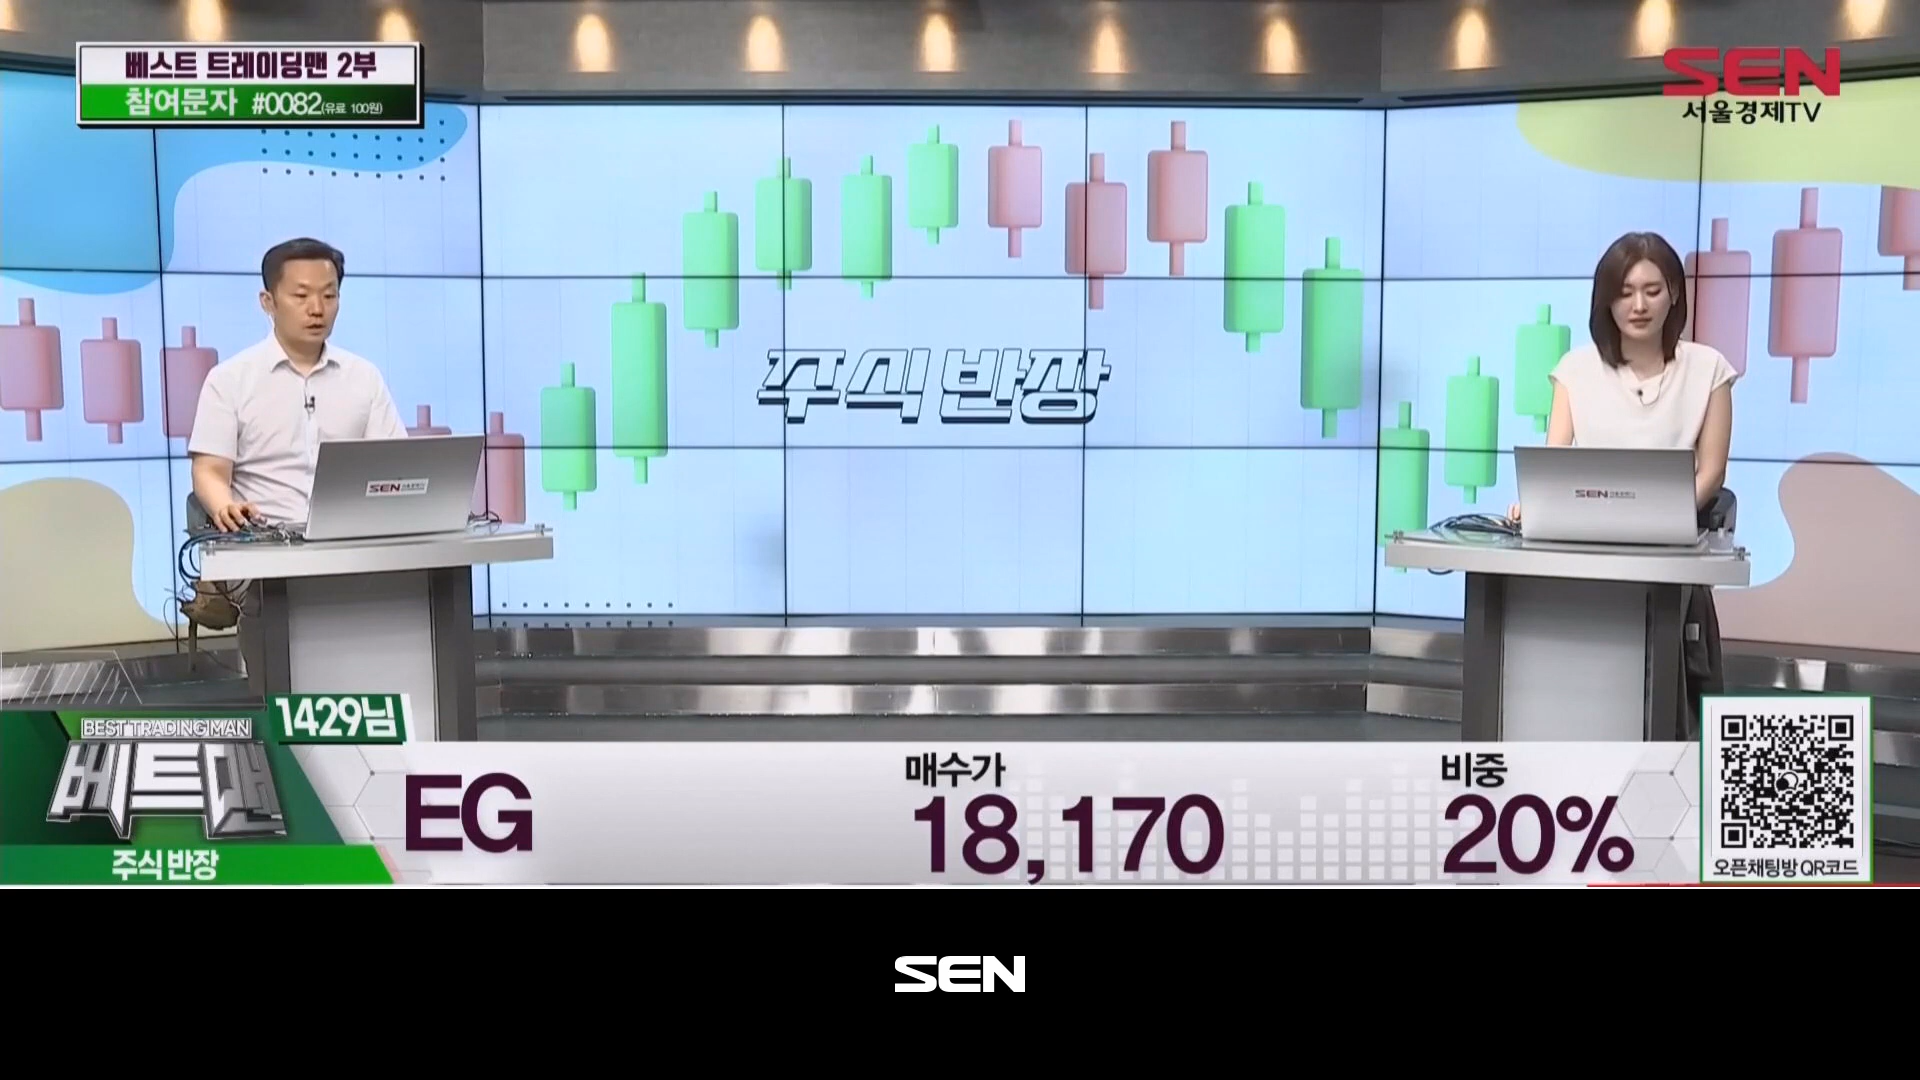 베스트 트레이딩맨 2부
참여문자 #0082(유료 100원)
SEN
서울경제TV
주식반장
SEN
SEN
1429님
BEST TRADING MAN
베트맨
주식반장
EG
매수가
18,170
비중
20%
오픈채팅방 QR코드
SEN